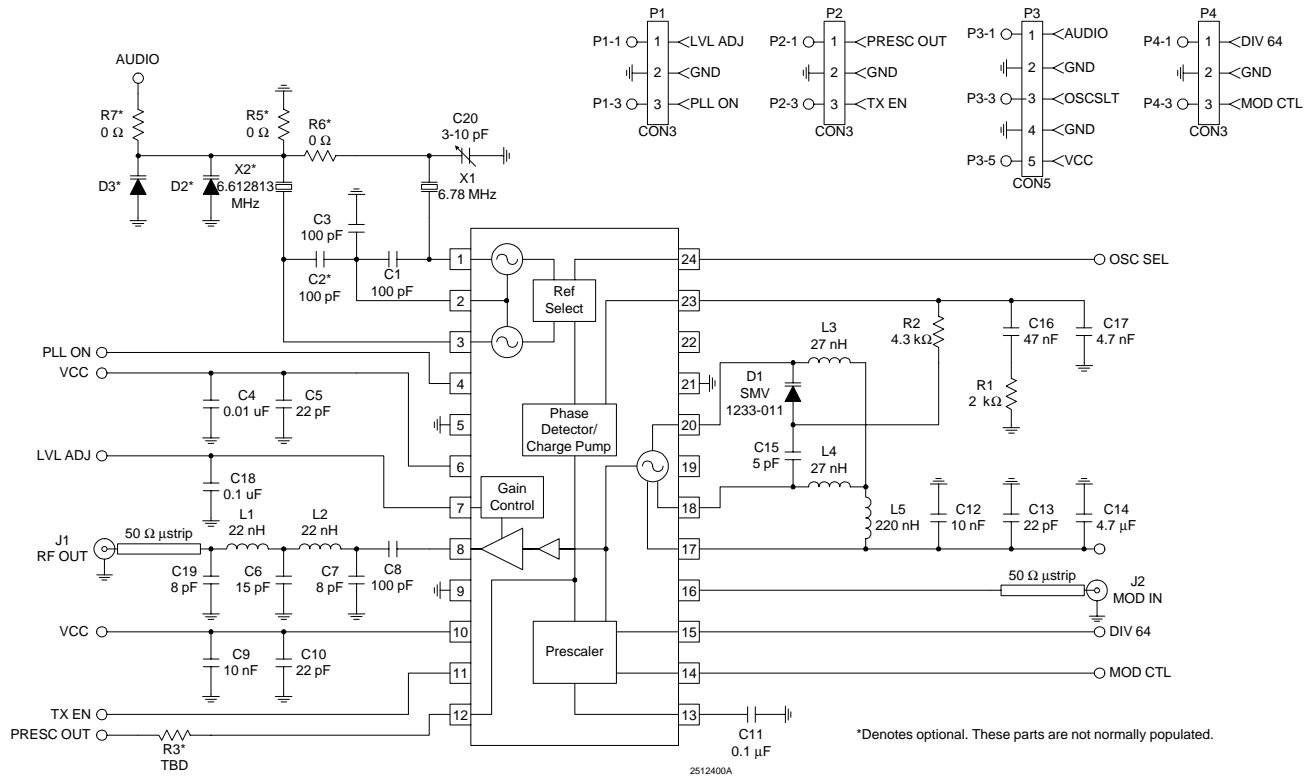 P1
P1-1
1
LVL ADJ
2
GND
P1-3
3
PLL ON
CON3
P2
P2-1
1
PRESC OUT
2
GND
P2-3
3
TX EN
CON3
P3
P3-1
1
AUDIO
2
GND
P3-3
3
OSCSLT
4
GND
P3-5
5
VCC
CON5
P4
P4-1
1
DIV 64
2
GND
P4-3
3
MOD CTL
CON3
AUDIO
R7*
0 Ω
R5*
0 Ω
R6*
0 Ω
C20
3-10 pF
D3*
D2*
X2*
6.612813
MHz
X1
6.78 MHz
C3
100 pF
C2*
100 pF
C1
100 pF
PLL ON
VCC
C4
0.01 uF
C5
22 pF
LVL ADJ
C18
0.1 uF
J1
RF OUT
50 Ω μstrip
L1
22 nH
L2
22 nH
C19
8 pF
C6
15 pF
C7
8 pF
C8
100 pF
VCC
C9
10 nF
C10
22 pF
TX EN
PRESC OUT
R3*
TBD
1
2
3
4
5
6
7
8
9
10
11
12
Ref
Select
Phase
Detector/
Charge Pump
Gain
Control
Prescaler
24
23
22
21
20
19
18
17
16
15
14
13
OSC SEL
L3
27 nH
D1
SMV
1233-011
C15
5 pF
L4
27 nH
R2
4.3 kΩ
C16
47 nF
C17
4.7 nF
R1
2 kΩ
L5
220 nH
C12
10 nF
C13
22 pF
C14
4.7 μF
50 Ω μstrip
J2
MOD IN
DIV 64
MOD CTL
C11
0.1 μF
*Denotes optional. These parts are not normally populated.
2512400A